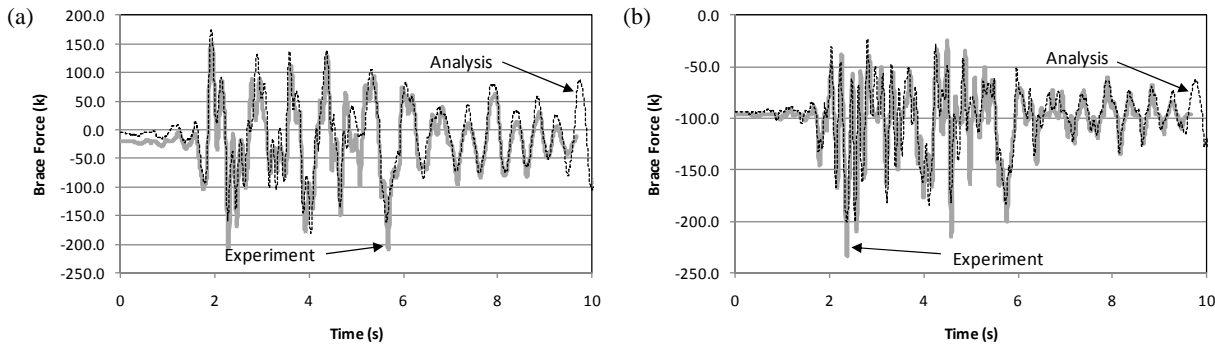 (a)
200.0
150.0
100.0
50.0
0.0
-50.0
-100.0
-150.0
-200.0
-250.0
Brace Force (k)
0 2 4 6 8 10
Time (s)
Analysis
Experiment
(b)
0.0
-50.0
-100.0
-150.0
-200.0
-250.0
Brace Force (k)
0 2 4 6 8 10
Time (s)
Analysis
Experiment